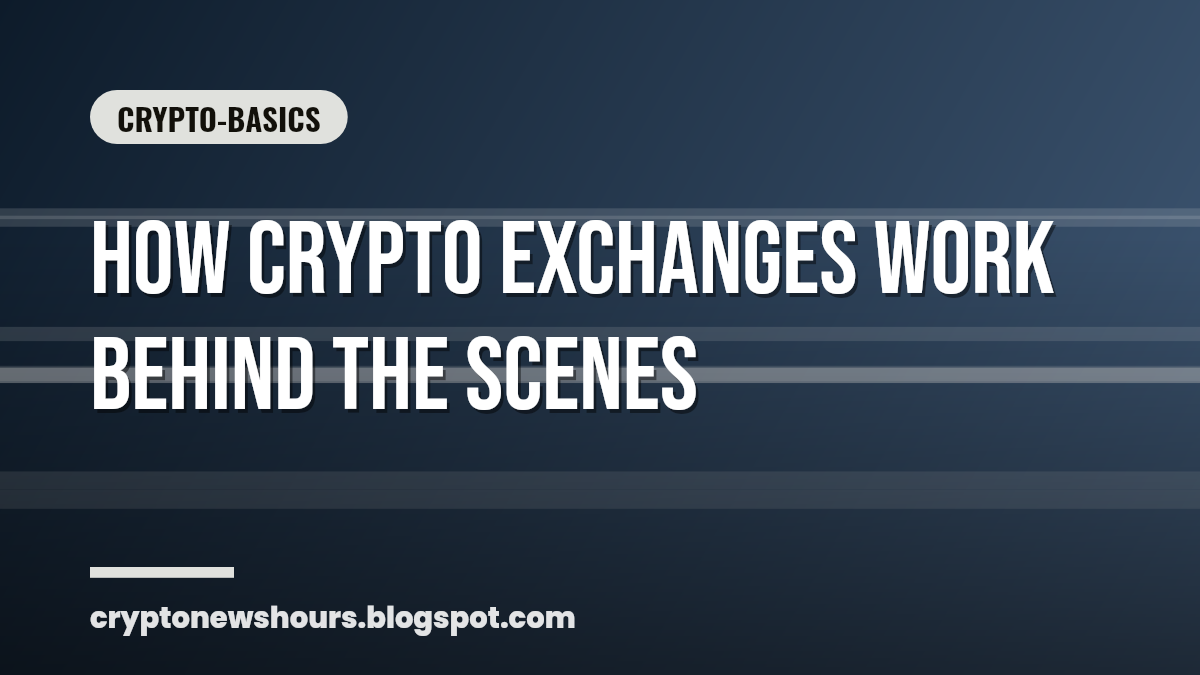 CRYPTO-BASICS
HOW CRYPTO EXCHANGES WORK
BEHIND THE SCENES
cryptonewshours.blogspot.com